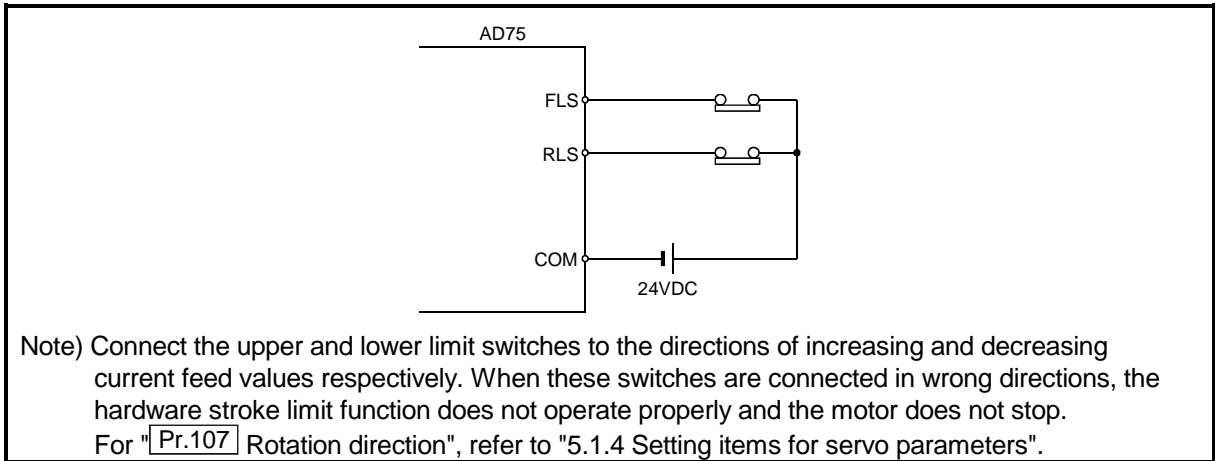 AD75
FLS
RLS
COM
24VDC
Note) Connect the upper and lower limit switches to the directions of increasing and decreasing
current feed values respectively. When these switches are connected in wrong directions, the
hardware stroke limit function does not operate properly and the motor does not stop.
For "Pr.107 Rotation direction", refer to "5.1.4 Setting items for servo parameters".